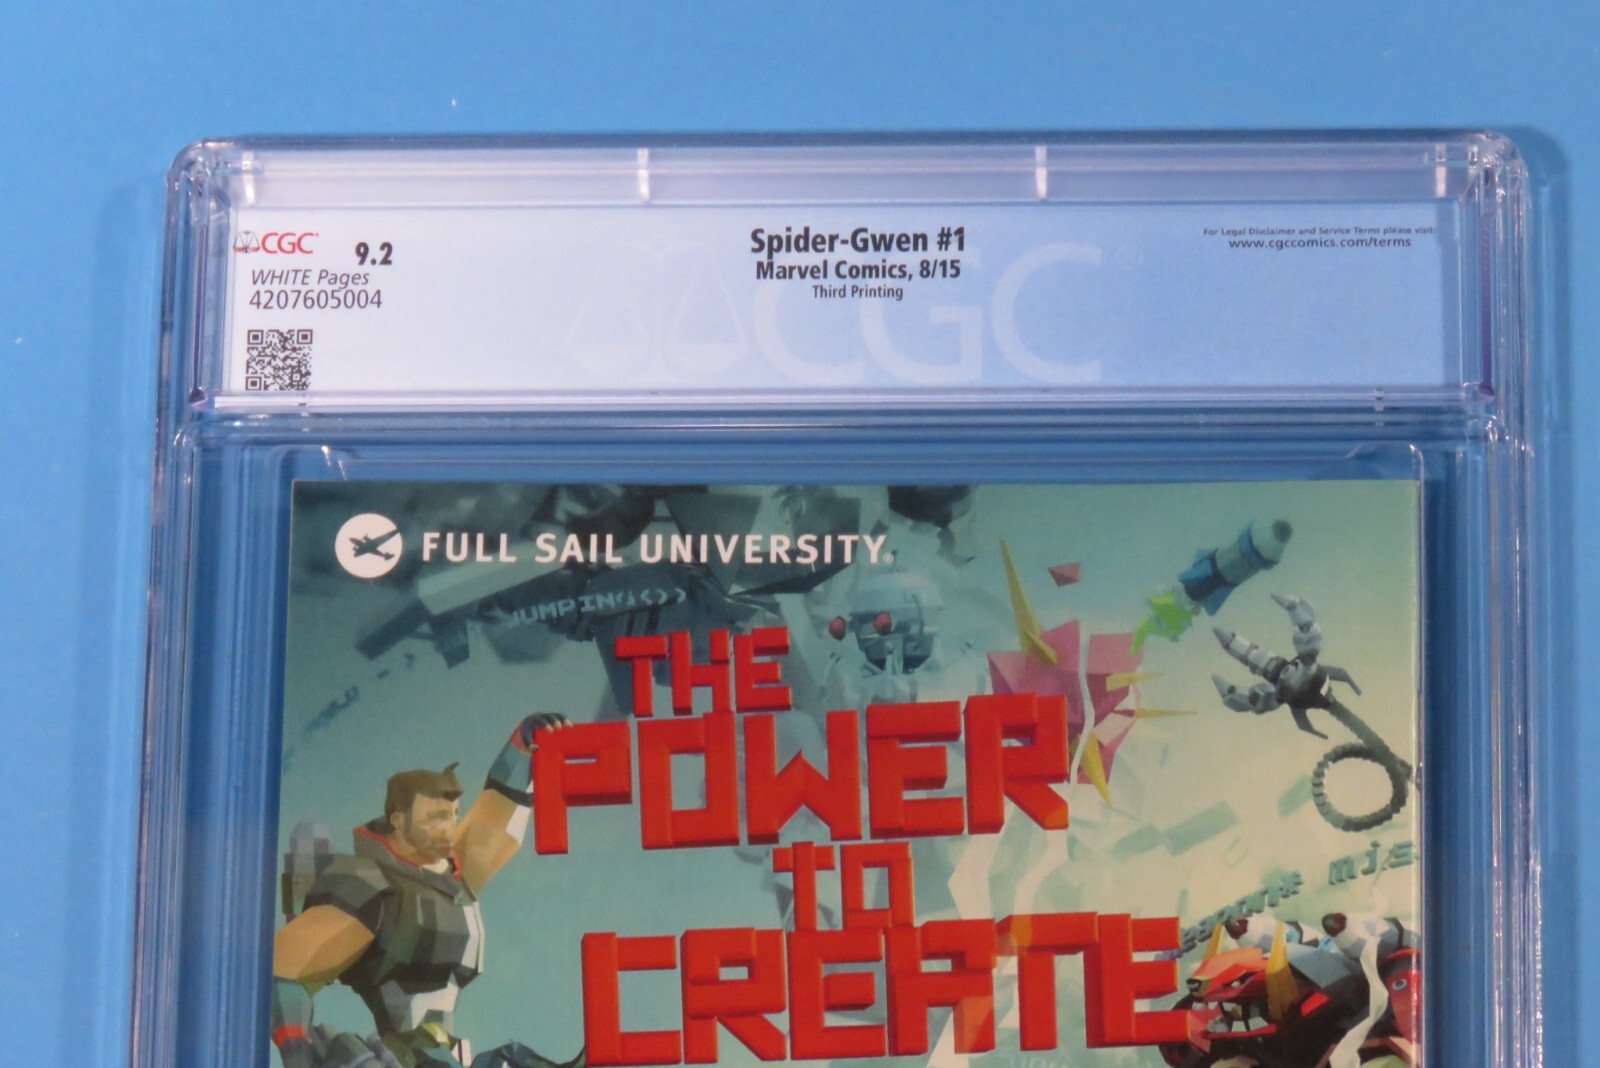 CGC
9.2
WHITE Pages
4207605004
Spider-Gwen #1
Marvel Comics, 8/15
Third Printing
For Legal Disclaimer and Service Terms please visit:
www.cgccomics.com/terms
CGC®
FULL SAIL UNIVERSITY®
JUMPING<>>
THE
POWER
TO
CREATE